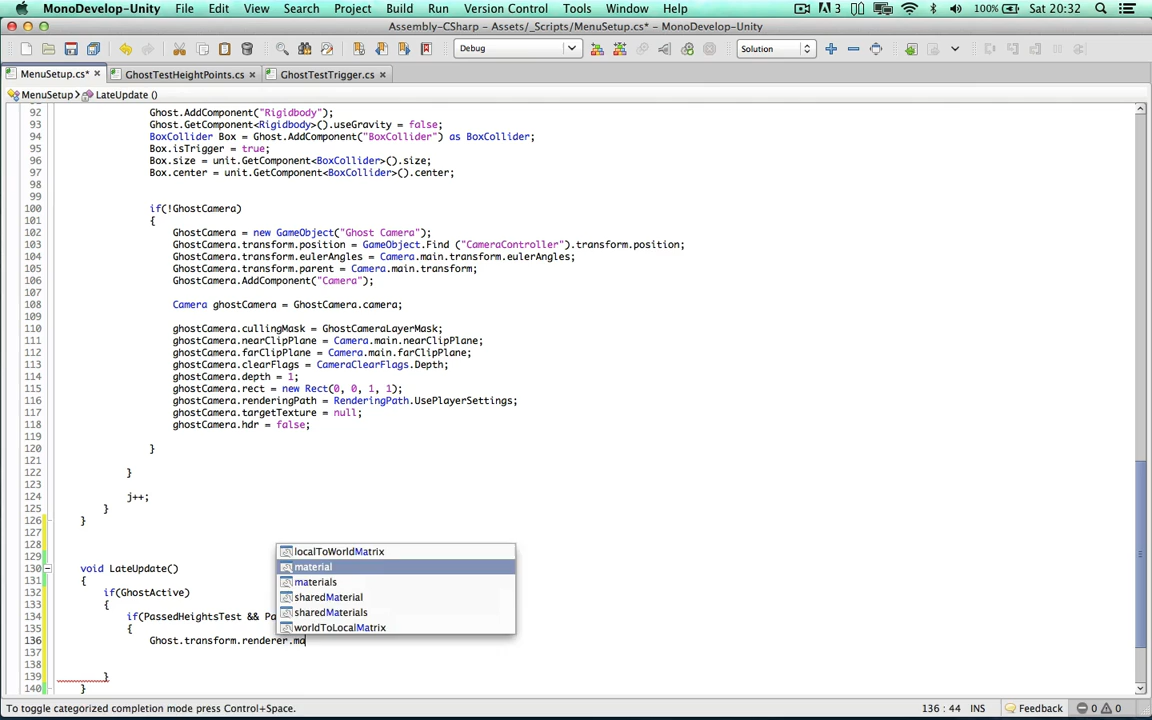 MonoDevelop-Unity File Edit View Search Project Build Run Version Control Tools Window Help 3 100% Sat 20:32
Assembly-CSharp - Assets/_Scripts/MenuSetup.cs* - MonoDevelop-Unity
Debug Solution
MenuSetup.cs* × GhostTestHeightPoints.cs × GhostTestTrigger.cs ×
MenuSetup LateUpdate ()
92 Ghost.AddComponent("Rigidbody");
93 Ghost.GetComponent<Rigidbody>().useGravity = false;
94 BoxCollider Box = Ghost.AddComponent("BoxCollider") as BoxCollider;
95 Box.isTrigger = true;
96 Box.size = unit.GetComponent<BoxCollider>().size;
97 Box.center = unit.GetComponent<BoxCollider>().center;
98
99
100 if(!GhostCamera)
101 {
102 GhostCamera = new GameObject("Ghost Camera");
103 GhostCamera.transform.position = GameObject.Find ("CameraController").transform.position;
104 GhostCamera.transform.eulerAngles = Camera.main.transform.eulerAngles;
105 GhostCamera.transform.parent = Camera.main.transform;
106 GhostCamera.AddComponent("Camera");
107
108 Camera ghostCamera = GhostCamera.camera;
109
110 ghostCamera.cullingMask = GhostCameraLayerMask;
111 ghostCamera.nearClipPlane = Camera.main.nearClipPlane;
112 ghostCamera.farClipPlane = Camera.main.farClipPlane;
113 ghostCamera.clearFlags = CameraClearFlags.Depth;
114 ghostCamera.depth = 1;
115 ghostCamera.rect = new Rect(0, 0, 1, 1);
116 ghostCamera.renderingPath = RenderingPath.UsePlayerSettings;
117 ghostCamera.targetTexture = null;
118 ghostCamera.hdr = false;
119
120 }
121
122 }
123
124 j++;
125 }
126 }
127
128
129
130 void LateUpdate()
131 {
132 if(GhostActive)
133 {
134 if(PassedHeightsTest && Pa
135 {
136 Ghost.transform.renderer.ma
137
138
139 }
140 }
localToWorldMatrix
material
materials
sharedMaterial
sharedMaterials
worldToLocalMatrix
To toggle categorized completion mode press Control+Space. 136 : 44 INS Feedback 0 0